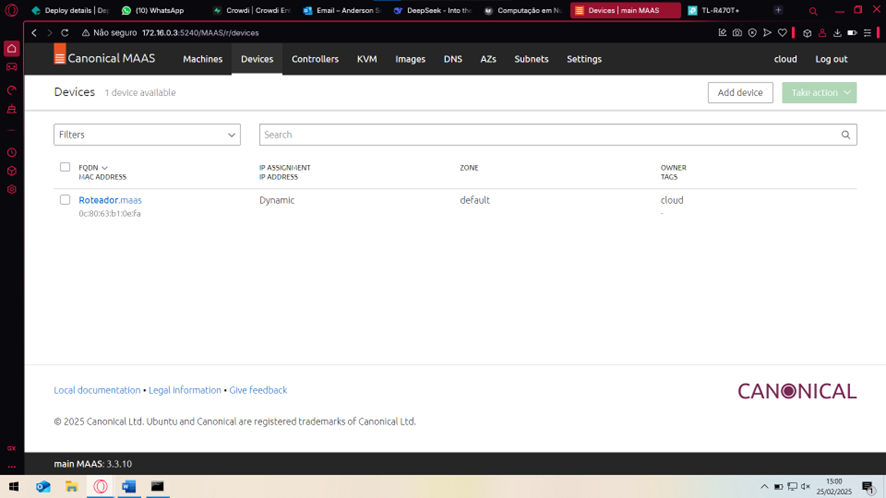 Deploy details | Dep
(10) WhatsApp
Crowdi | Crowdi En
Email – Anderson S
DeepSeek - Into the
Computação em Nu
Devices | main MAAS
TL-R470T+
Não seguro 172.16.0.3:5240/MAAS/r/devices
Canonical MAAS Machines Devices Controllers KVM Images DNS AZs Subnets Settings cloud Log out
Devices 1 device available Add device Take action
Filters Search
FQDN IP ASSIGNMENT ZONE OWNER
MAC ADDRESS IP ADDRESS TAGS
Roteador.maas Dynamic default cloud
0c:80:63:b1:0e:fa -
Local documentation • Legal information • Give feedback
CANONICAL
© 2025 Canonical Ltd. Ubuntu and Canonical are registered trademarks of Canonical Ltd.
GX
main MAAS: 3.3.10
15:00
25/02/2025
1